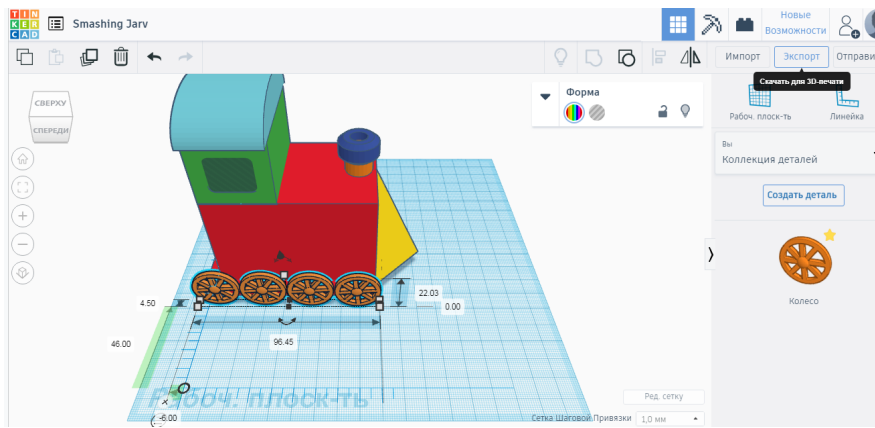 TIN
KER
CAD
Smashing Jarv
Новые
Возможности
Импорт
Экспорт
Отправи
Скачать для 3D-печати
СВЕРХУ
СПЕРЕДИ
Форма
Рабоч. плоск-ть
Линейка
Вы
Коллекция деталей
Создать деталь
Колесо
4.50
22.03
0.00
46.00
96.45
Рабоч. плоск-ть
-6.00
Ред. сетку
Сетка Шаговой Привязки
1,0 мм